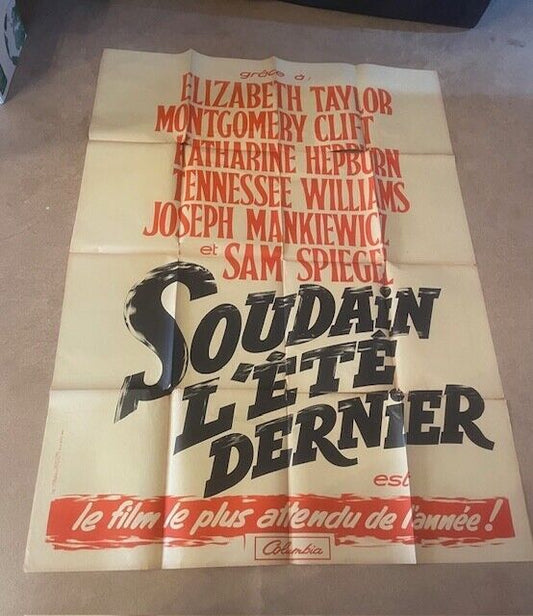 grâce à,
ELIZABETH TAYLOR
MONTGOMERY CLIFT
KATHARINE HEPBURN
TENNESSEE WILLIAMS
JOSEPH MANKIEWICZ
et SAM SPIEGEL
SOUDAIN
L'ÉTÉ
DERNIER
est
le film le plus attendu de l'année!
Columbia